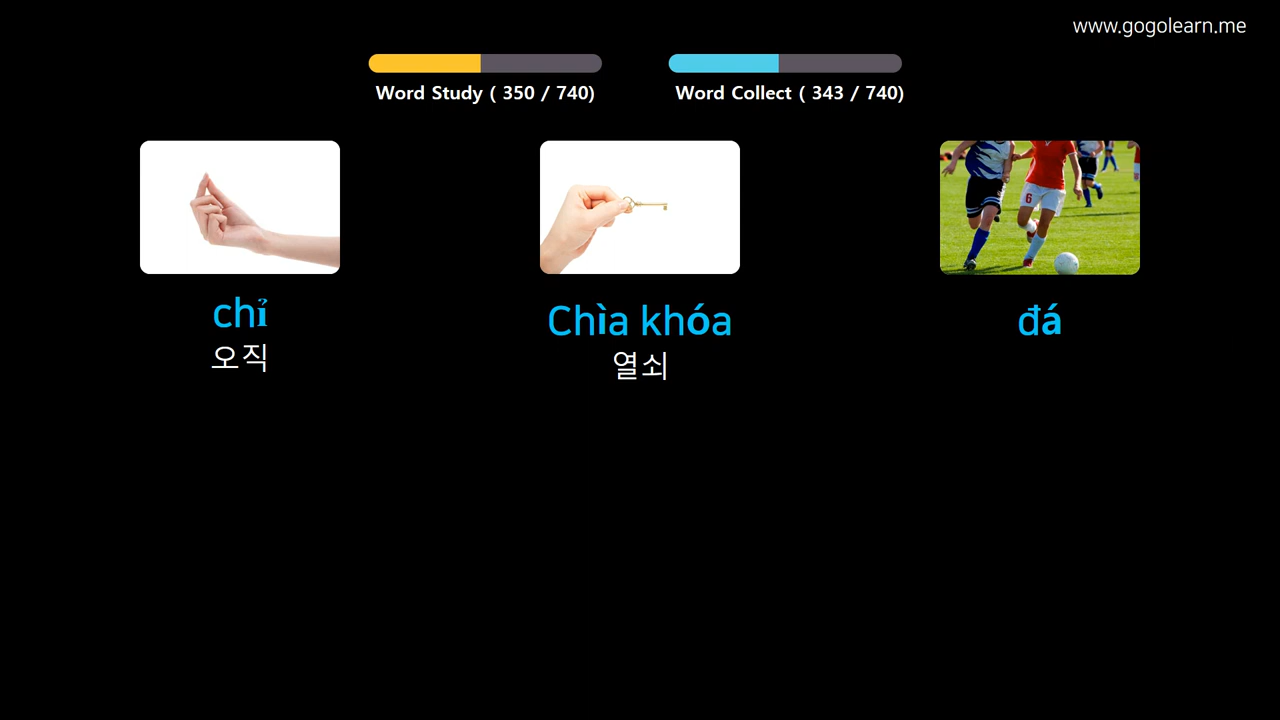 www.gogolearn.me
Word Study ( 350 / 740)
Word Collect ( 343 / 740)
chỉ
오직
Chìa khóa
열쇠
đá